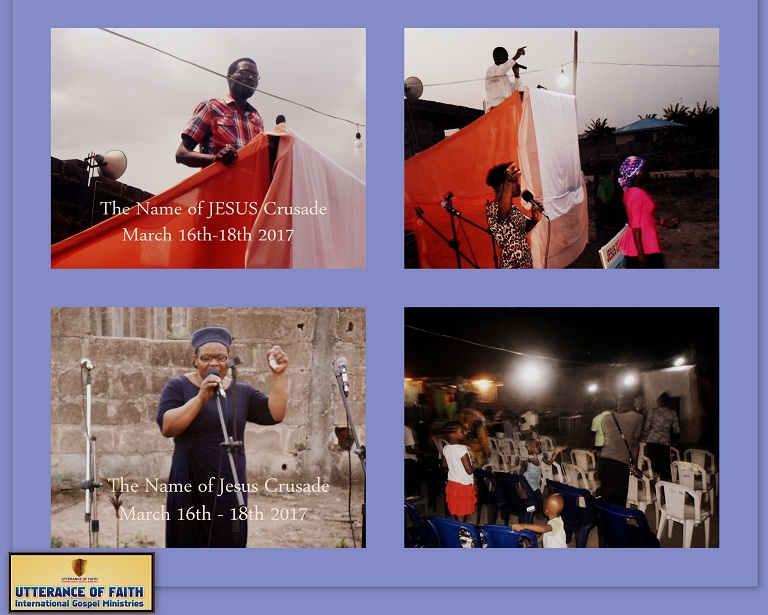 The Name of JESUS Crusade
March 16th-18th 2017
The Name of Jesus Crusade
March 16th - 18th 2017
UTTERANCE OF FAITH
UTTERANCE OF FAITH
International Gospel Ministries